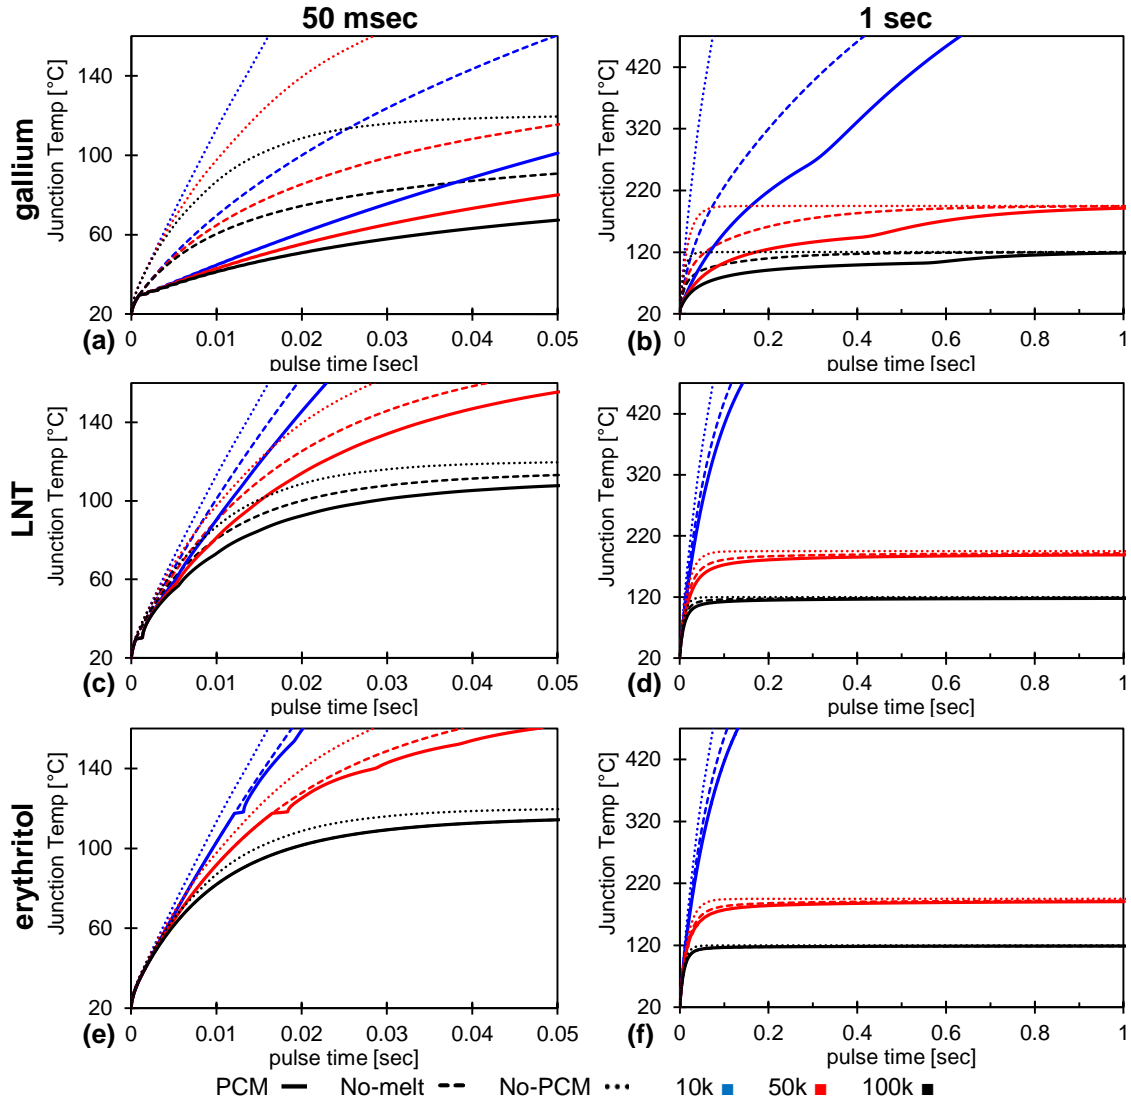 50 msec
1 sec
gallium
Junction Temp [°C]
140
100
60
20
0
0.01
0.02
0.03
0.04
0.05
pulse time [sec]
(a)
Junction Temp [°C]
420
320
220
120
20
0
0.2
0.4
0.6
0.8
1
pulse time [sec]
(b)
LNT
Junction Temp [°C]
140
100
60
20
0
0.01
0.02
0.03
0.04
0.05
pulse time [sec]
(c)
Junction Temp [°C]
420
320
220
120
20
0
0.2
0.4
0.6
0.8
1
pulse time [sec]
(d)
erythritol
Junction Temp [°C]
140
100
60
20
0
0.01
0.02
0.03
0.04
0.05
pulse time [sec]
(e)
Junction Temp [°C]
420
320
220
120
20
0
0.2
0.4
0.6
0.8
1
pulse time [sec]
(f)
PCM No-melt No-PCM 10k 50k 100k